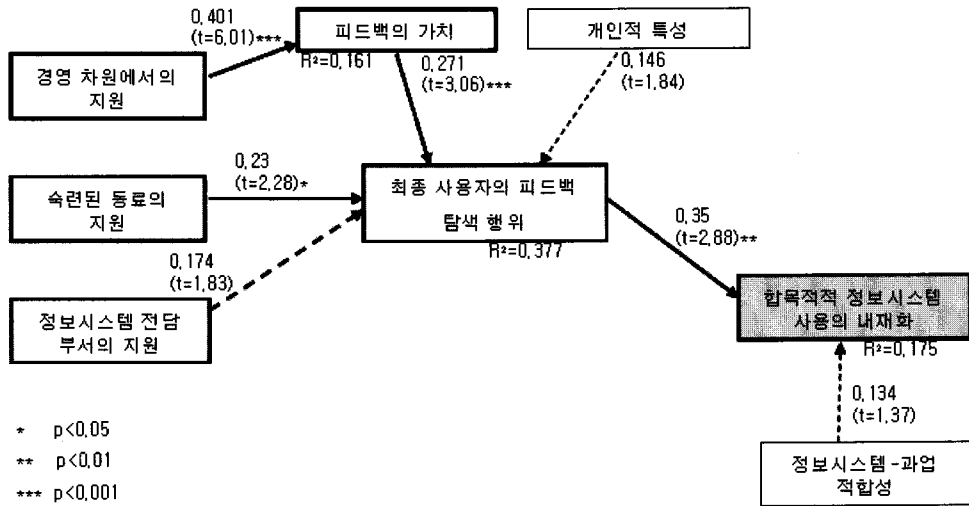 0,401
(t=6,01)***
피드백의 가치
R²=0,161
개인적 특성
0,271
(t=3,06)***
0,146
(t=1,84)
경영 차원에서의
지원
0,23
(t=2,28)*
숙련된 동료의
지원
최종 사용자의 피드백
탐색 행위
R²=0,377
0,35
(t=2,88)**
0,174
(t=1,83)
정보시스템 전담
부서의 지원
합목적적 정보시스템
사용의 내재화
R²=0,175
0,134
(t=1,37)
정보시스템-과업
적합성
* p<0,05
** p<0,01
*** p<0,001